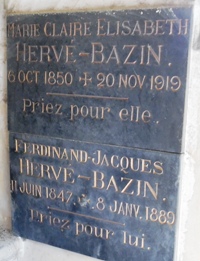 MARIE CLAIRE ELISABETH
HERVÉ-BAZIN
6 OCT 1850 ✝ 20 NOV. 1919
Priez pour elle.
FERDINAND-JACQUES
HERVÉ-BAZIN.
11 JUIN 1847 ✝ 8 JANV. 1889
Priez pour lui.